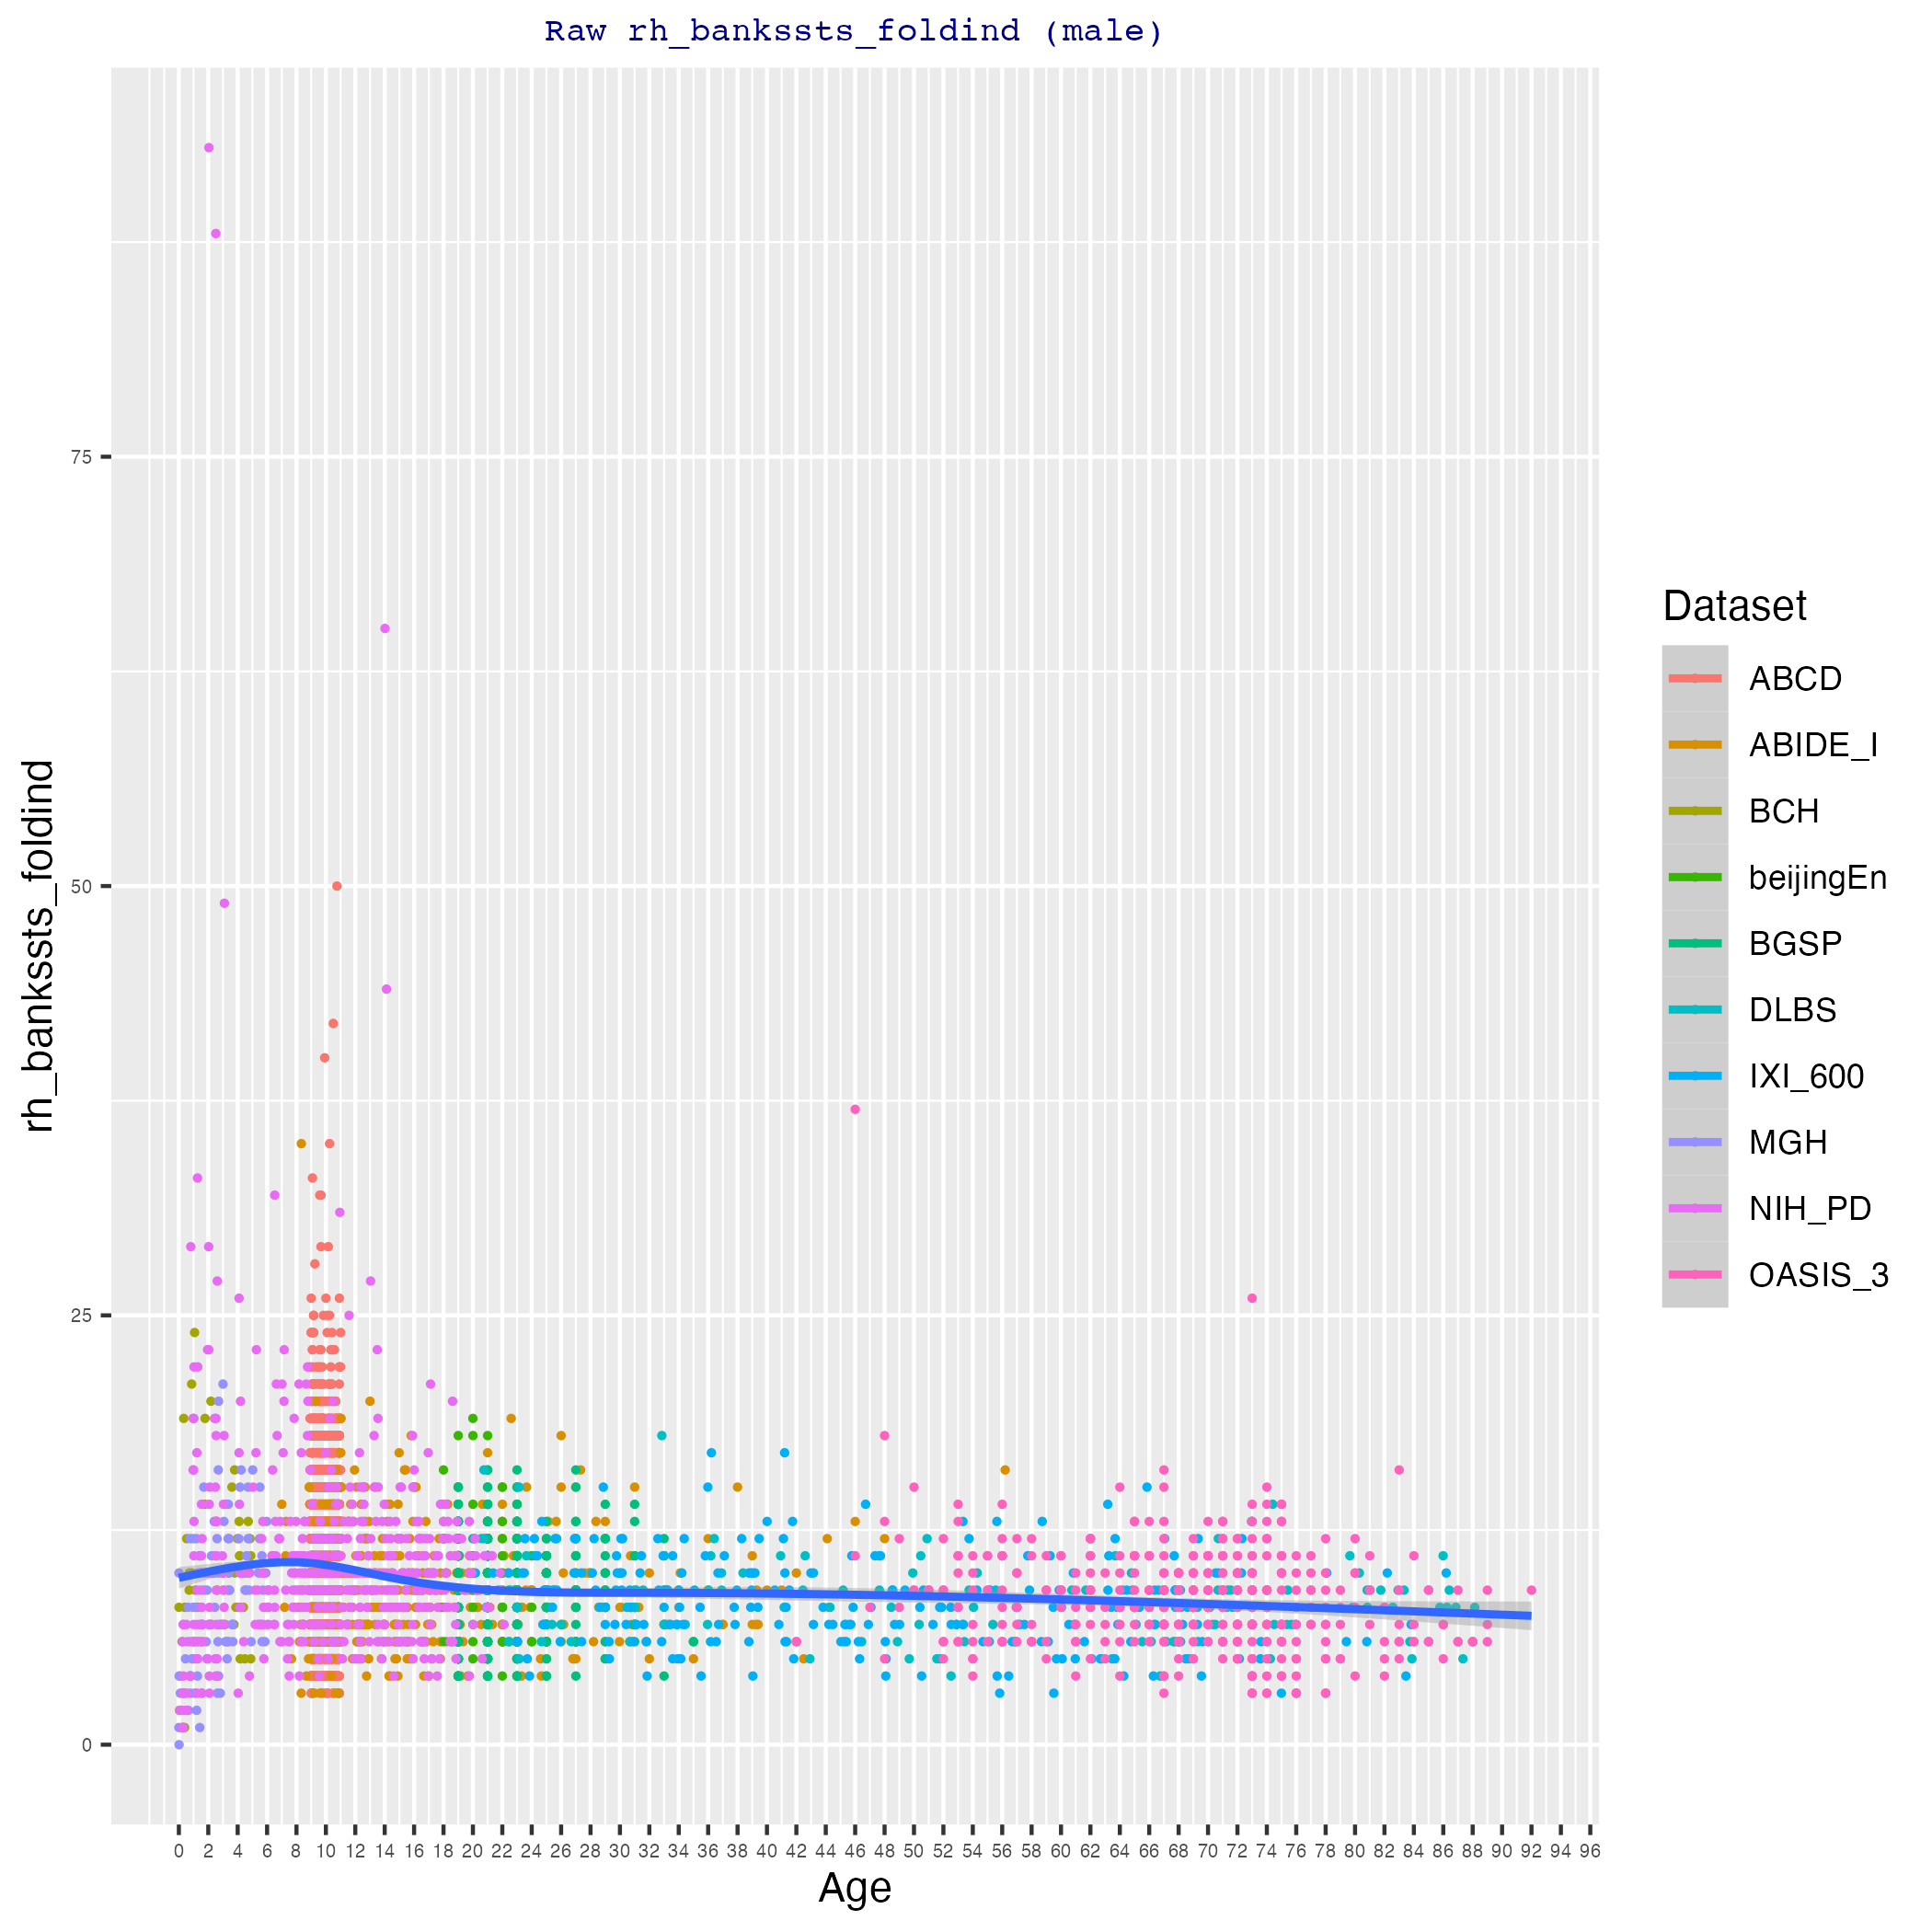 Raw rh_bankssts_foldind (male)
rh_bankssts_foldind
75
50
25
0
0 2 4 6 8 10 12 14 16 18 20 22 24 26 28 30 32 34 36 38 40 42 44 46 48 50 52 54 56 58 60 62 64 66 68 70 72 74 76 78 80 82 84 86 88 90 92 94 96
Age
Dataset
ABCD
ABIDE_I
BCH
beijingEn
BGSP
DLBS
IXI_600
MGH
NIH_PD
OASIS_3